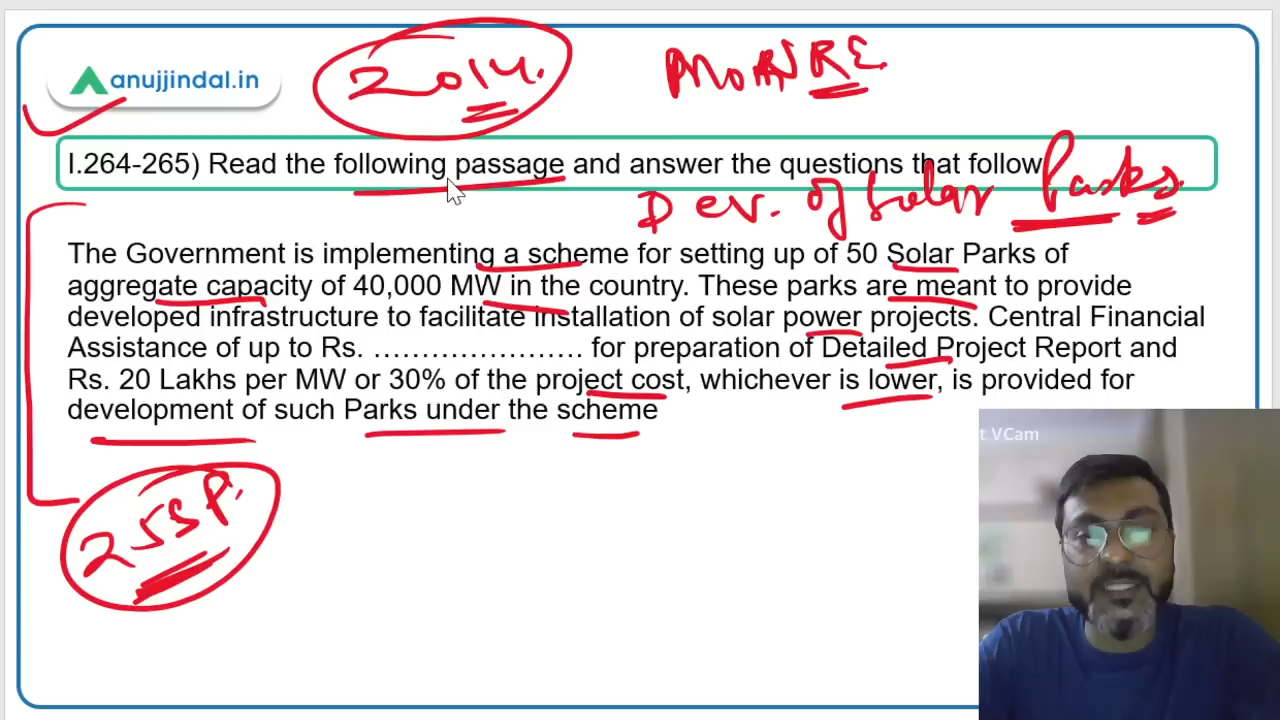 anujjindal.in
2014.
MoNRE
I.264-265) Read the following passage and answer the questions that follow
Dev. of Solar Parks.
The Government is implementing a scheme for setting up of 50 Solar Parks of
aggregate capacity of 40,000 MW in the country. These parks are meant to provide
developed infrastructure to facilitate installation of solar power projects. Central Financial
Assistance of up to Rs. …………………. for preparation of Detailed Project Report and
Rs. 20 Lakhs per MW or 30% of the project cost, whichever is lower, is provided for
development of such Parks under the scheme
t VCam
25 S P.